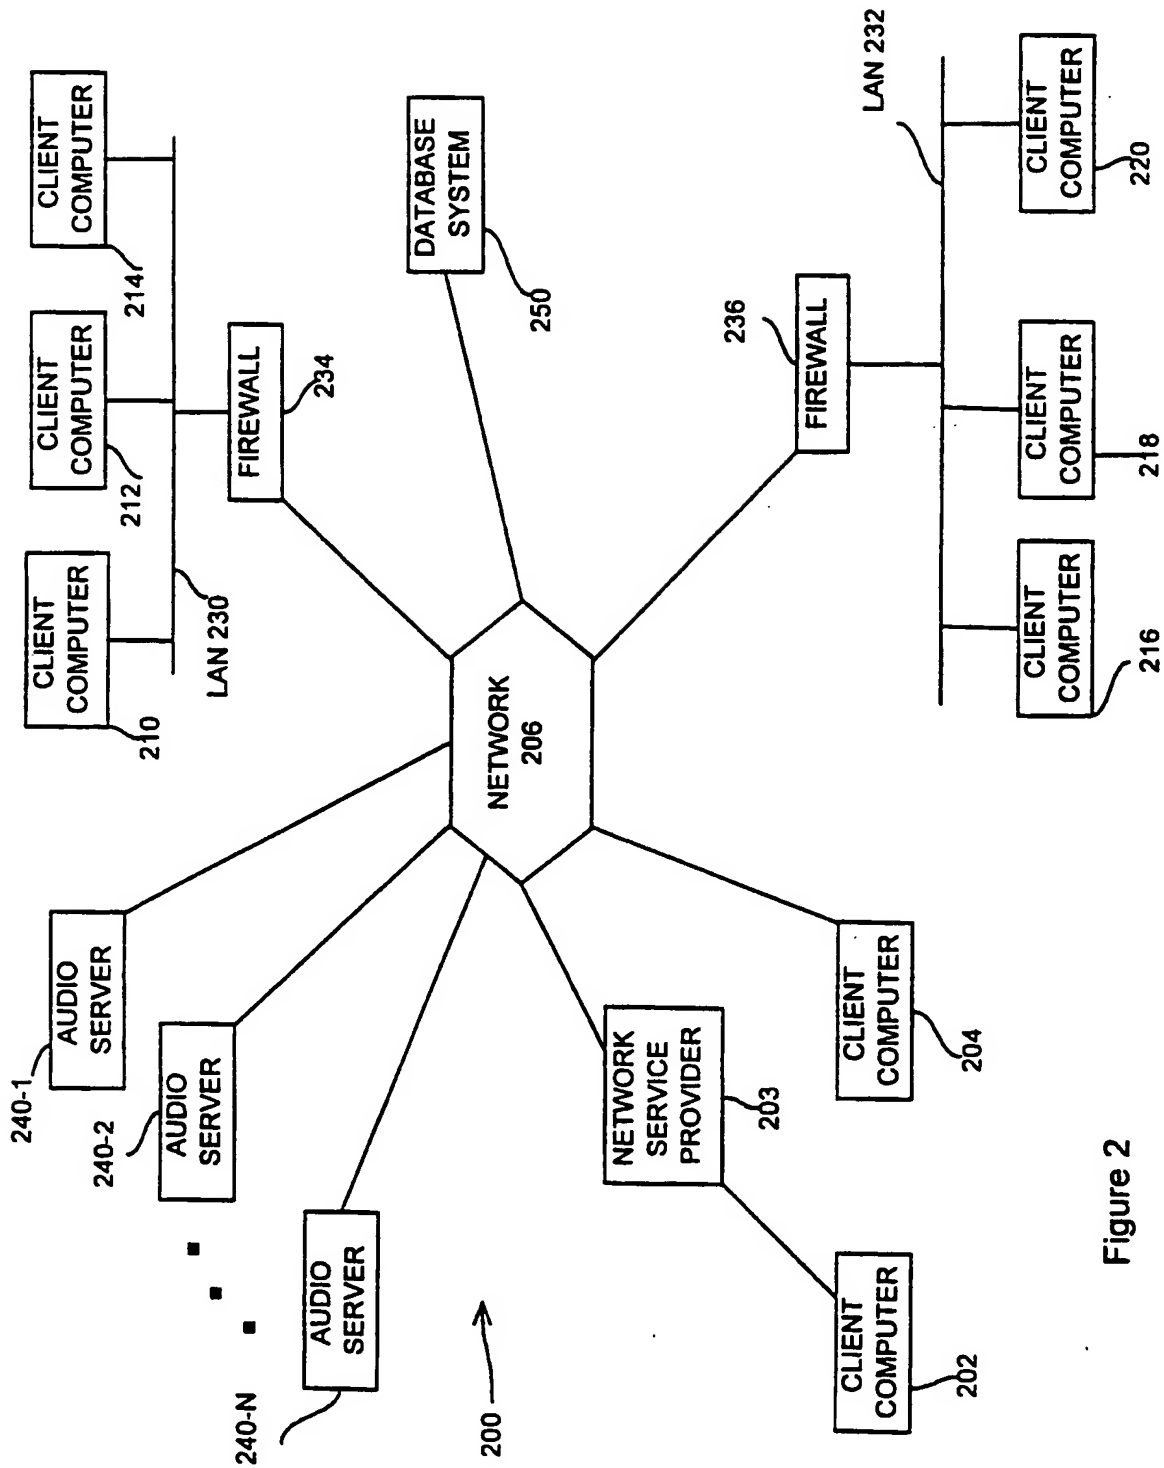 240-1
AUDIO
SERVER
240-2
AUDIO
SERVER
240-N
AUDIO
SERVER
200
CLIENT
COMPUTER
210
CLIENT
COMPUTER
212
CLIENT
COMPUTER
214
LAN 230
FIREWALL
234
DATABASE
SYSTEM
250
NETWORK
206
NETWORK
SERVICE
PROVIDER
203
CLIENT
COMPUTER
202
CLIENT
COMPUTER
204
236
FIREWALL
LAN 232
CLIENT
COMPUTER
216
CLIENT
COMPUTER
218
CLIENT
COMPUTER
220
Figure 2